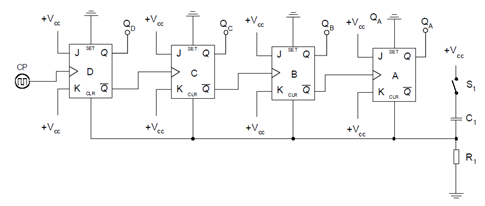 +Vcc QD +Vcc QC +Vcc QB +Vcc QA QA
J SET Q J SET Q J SET Q J SET Q +Vcc
CP D C B A S1
K CLR Q̅ K CLR Q̅ K CLR Q̅ K CLR Q̅
+Vcc +Vcc +Vcc +Vcc C1
R1